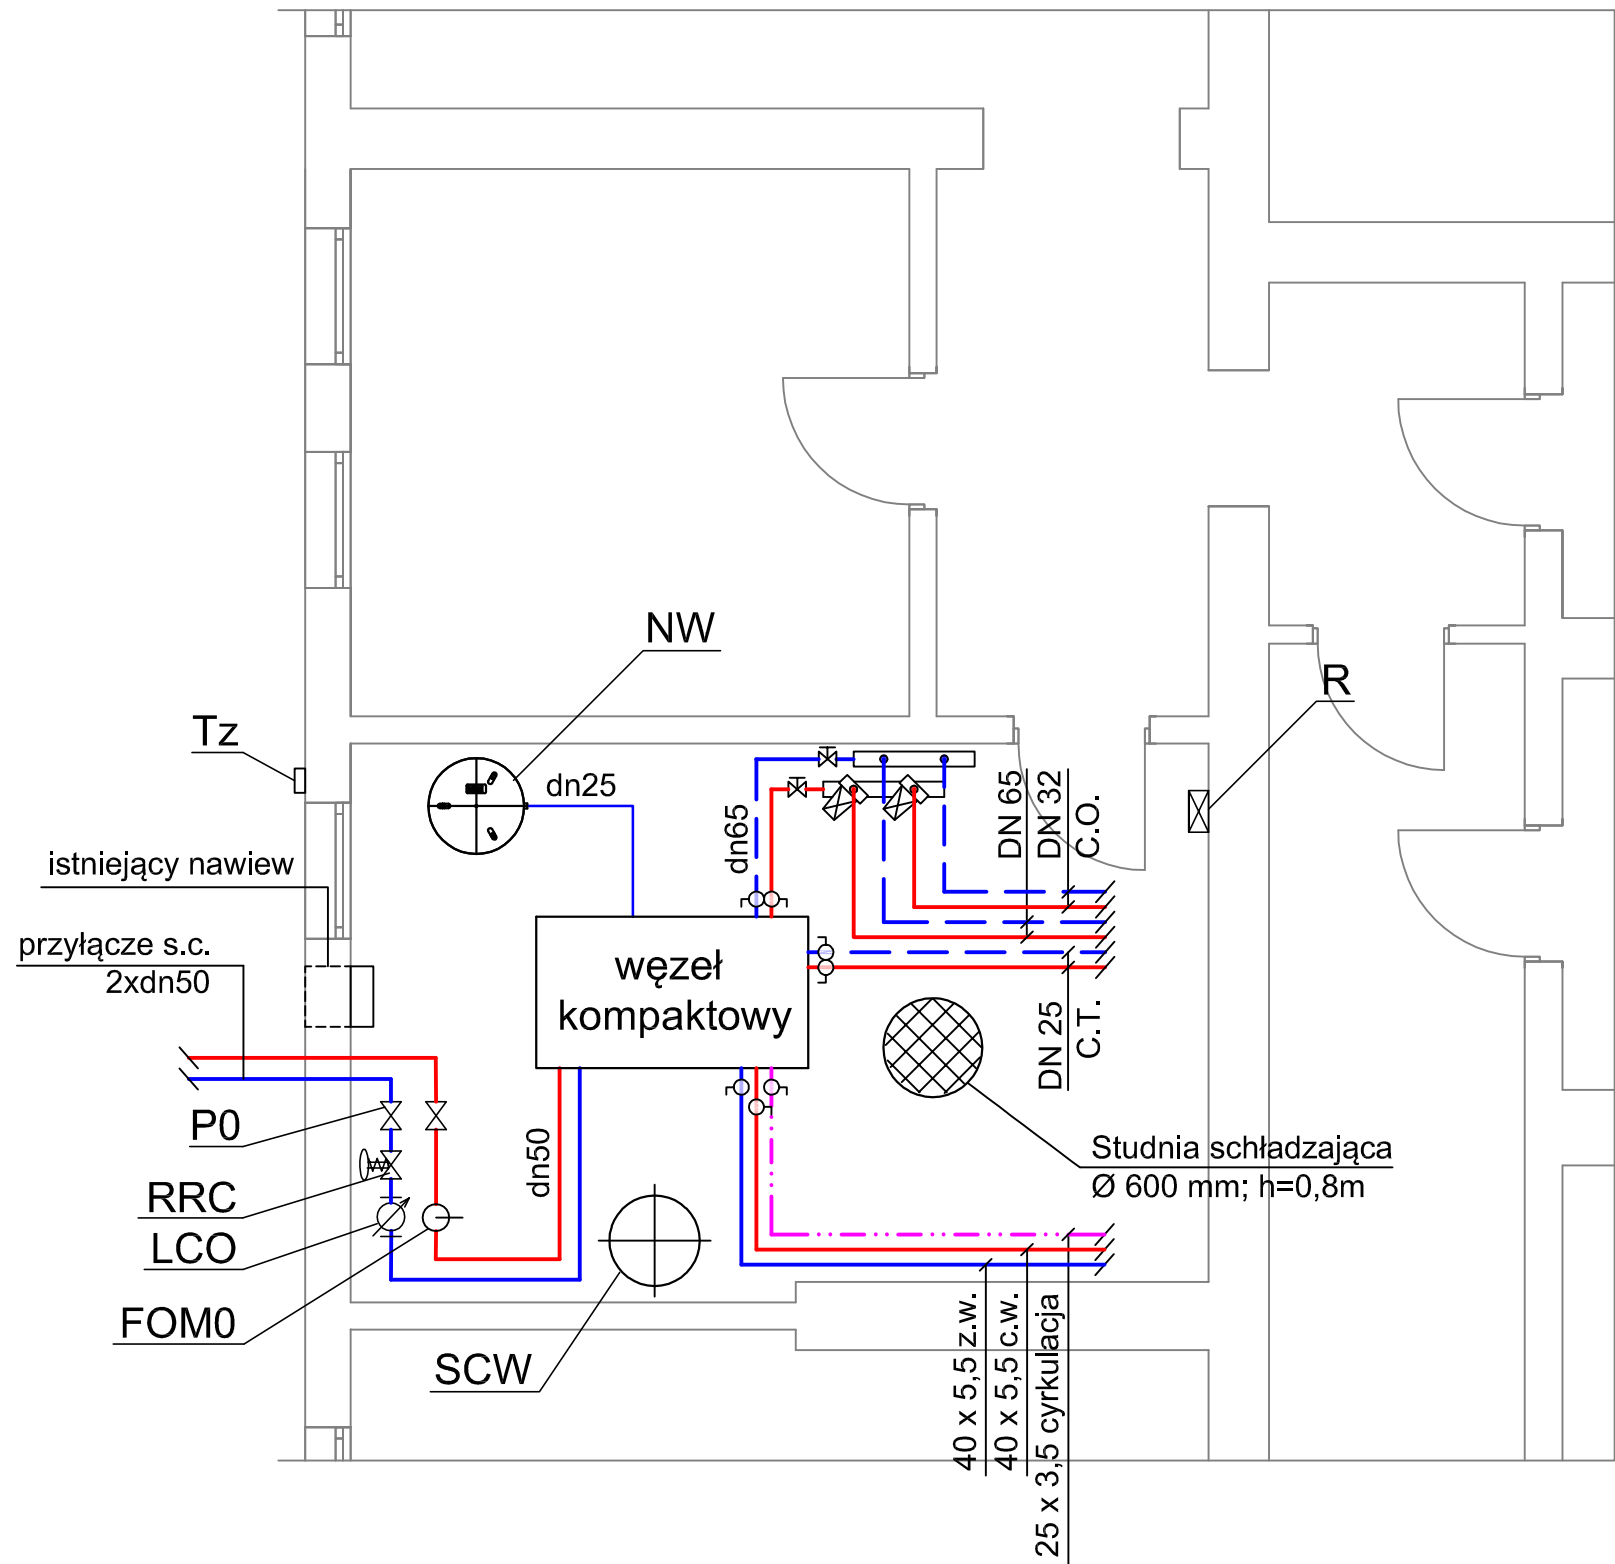 NW
R
Tz
dn25
dn65
DN 65
DN 32
C.O.
istniejący nawiew
przyłącze s.c.
2xdn50
węzeł
kompaktowy
DN 25
C.T.
P0
dn50
Studnia schładzająca
Ø 600 mm; h=0,8m
RRC
LCO
FOM0
SCW
40 x 5,5 z.w.
40 x 5,5 c.w.
25 x 3,5 cyrkulacja